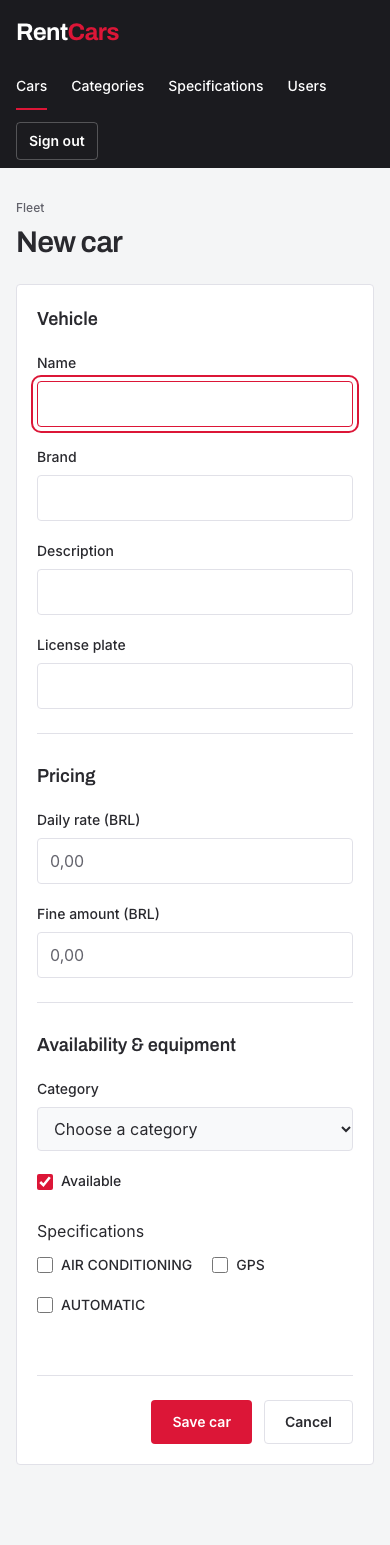 RentCars
Cars Categories Specifications Users
Sign out
Fleet
New car
Vehicle
Name
Brand
Description
License plate
Pricing
Daily rate (BRL)
0,00
Fine amount (BRL)
0,00
Availability & equipment
Category
Choose a category
Available
Specifications
AIR CONDITIONING GPS
AUTOMATIC
Save car Cancel